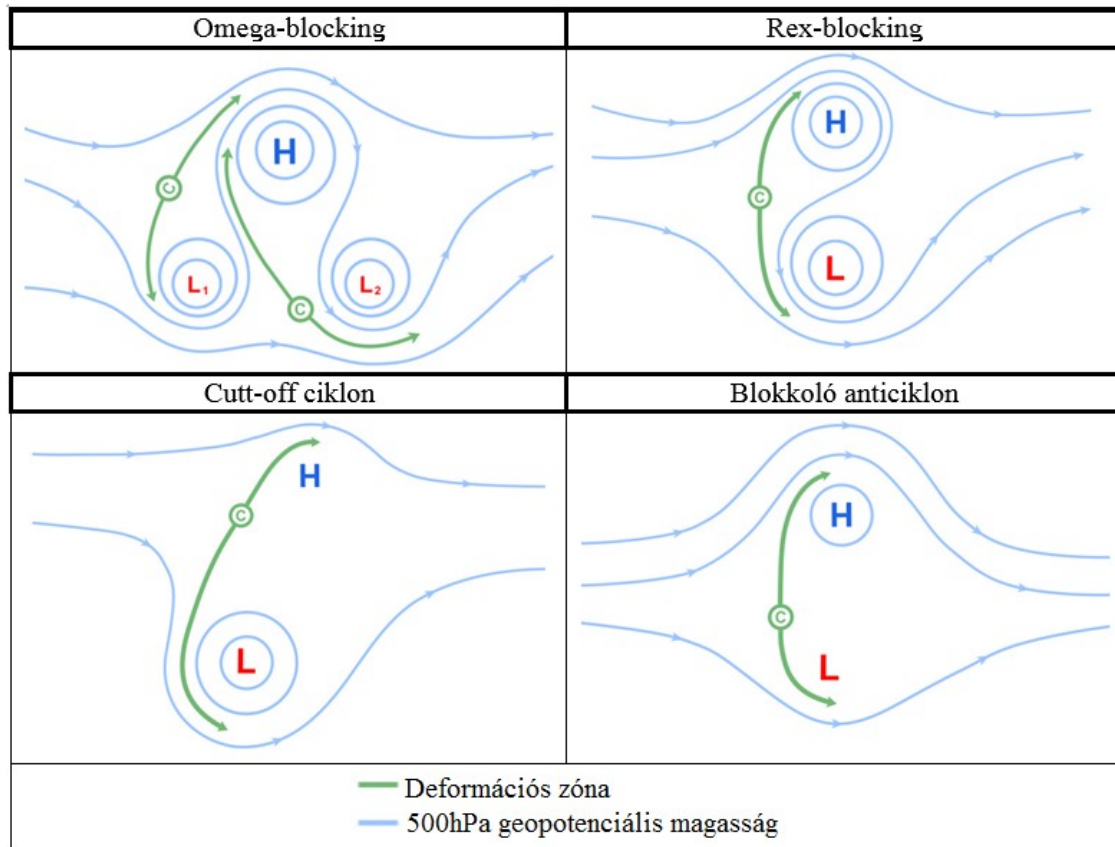 Omega-blocking
Rex-blocking
H
C
C
L₁
L₂
H
C
L
Cutt-off ciklon
Blokkoló anticiklon
H
C
L
H
C
L
Deformációs zóna
500hPa geopotenciális magasság